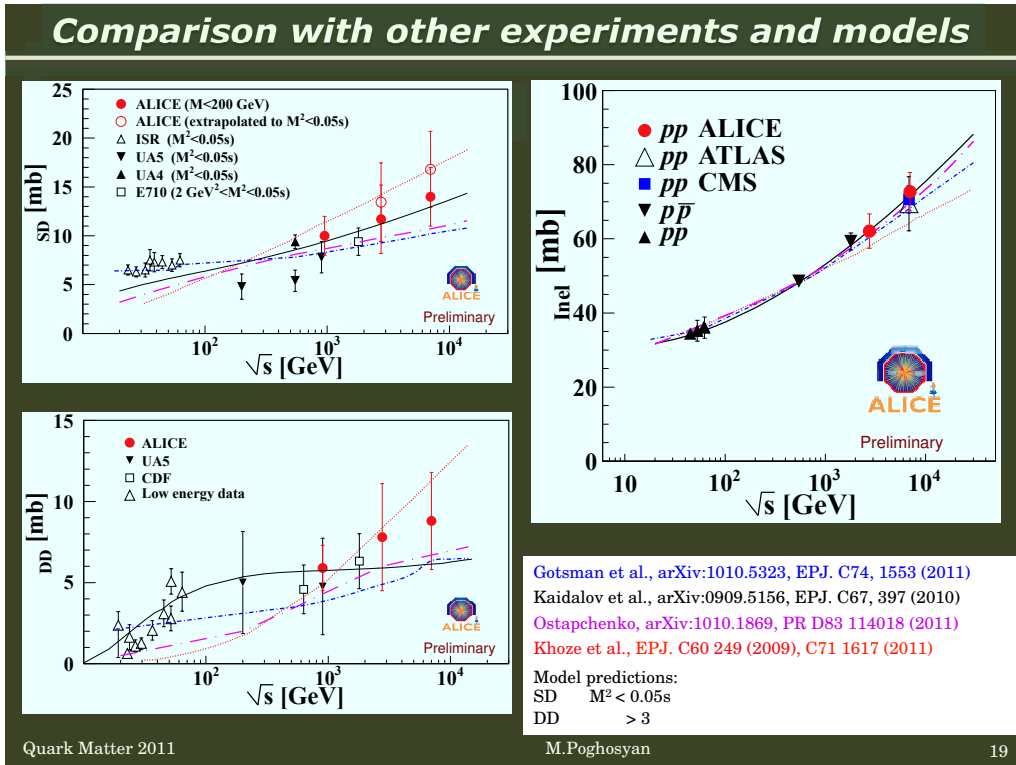 Comparison with other experiments and models
25
20
15
10
5
0
SD [mb]
ALICE (M<200 GeV)
ALICE (extrapolated to M²<0.05s)
ISR (M²<0.05s)
UA5 (M²<0.05s)
UA4 (M²<0.05s)
E710 (2 GeV²<M²<0.05s)
ALICE
Preliminary
10² 10³ 10⁴
√s [GeV]
15
10
5
0
DD [mb]
ALICE
UA5
CDF
Low energy data
ALICE
Preliminary
10² 10³ 10⁴
√s [GeV]
100
80
60
40
20
0
Inel [mb]
pp ALICE
pp ATLAS
pp CMS
pp̅
pp
ALICE
Preliminary
10 10² 10³ 10⁴
√s [GeV]
Gotsman et al., arXiv:1010.5323, EPJ. C74, 1553 (2011)
Kaidalov et al., arXiv:0909.5156, EPJ. C67, 397 (2010)
Ostapchenko, arXiv:1010.1869, PR D83 114018 (2011)
Khoze et al., EPJ. C60 249 (2009), C71 1617 (2011)
Model predictions:
SD M² < 0.05s
DD > 3
Quark Matter 2011 M.Poghosyan 19